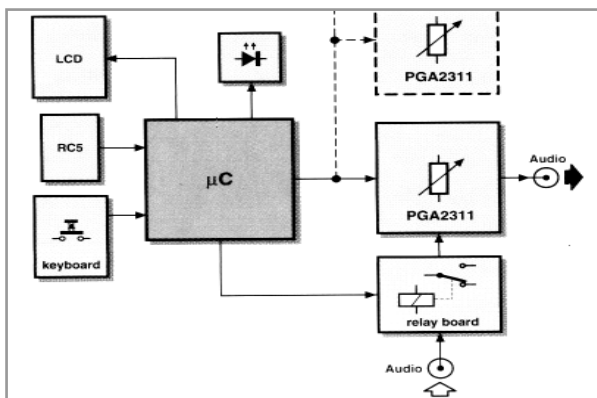 LCD
PGA2311
RC5
μC
Audio
PGA2311
keyboard
relay board
Audio